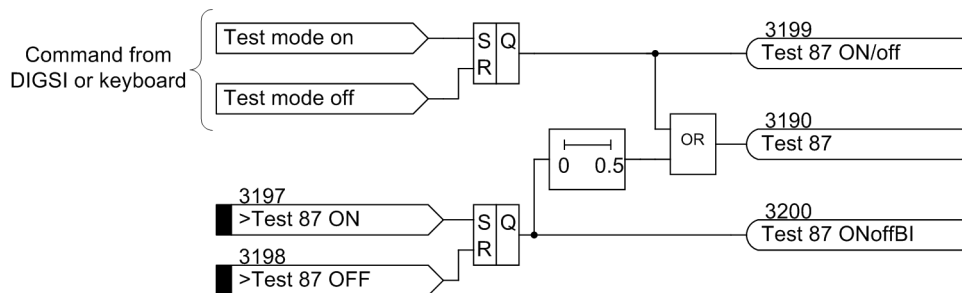 Command from
DIGSI or keyboard
Test mode on
Test mode off
S Q
R
3199
Test 87 ON/off
3190
Test 87
OR
0 0.5
3197
>Test 87 ON
3198
>Test 87 OFF
S Q
R
3200
Test 87 ONoffBI